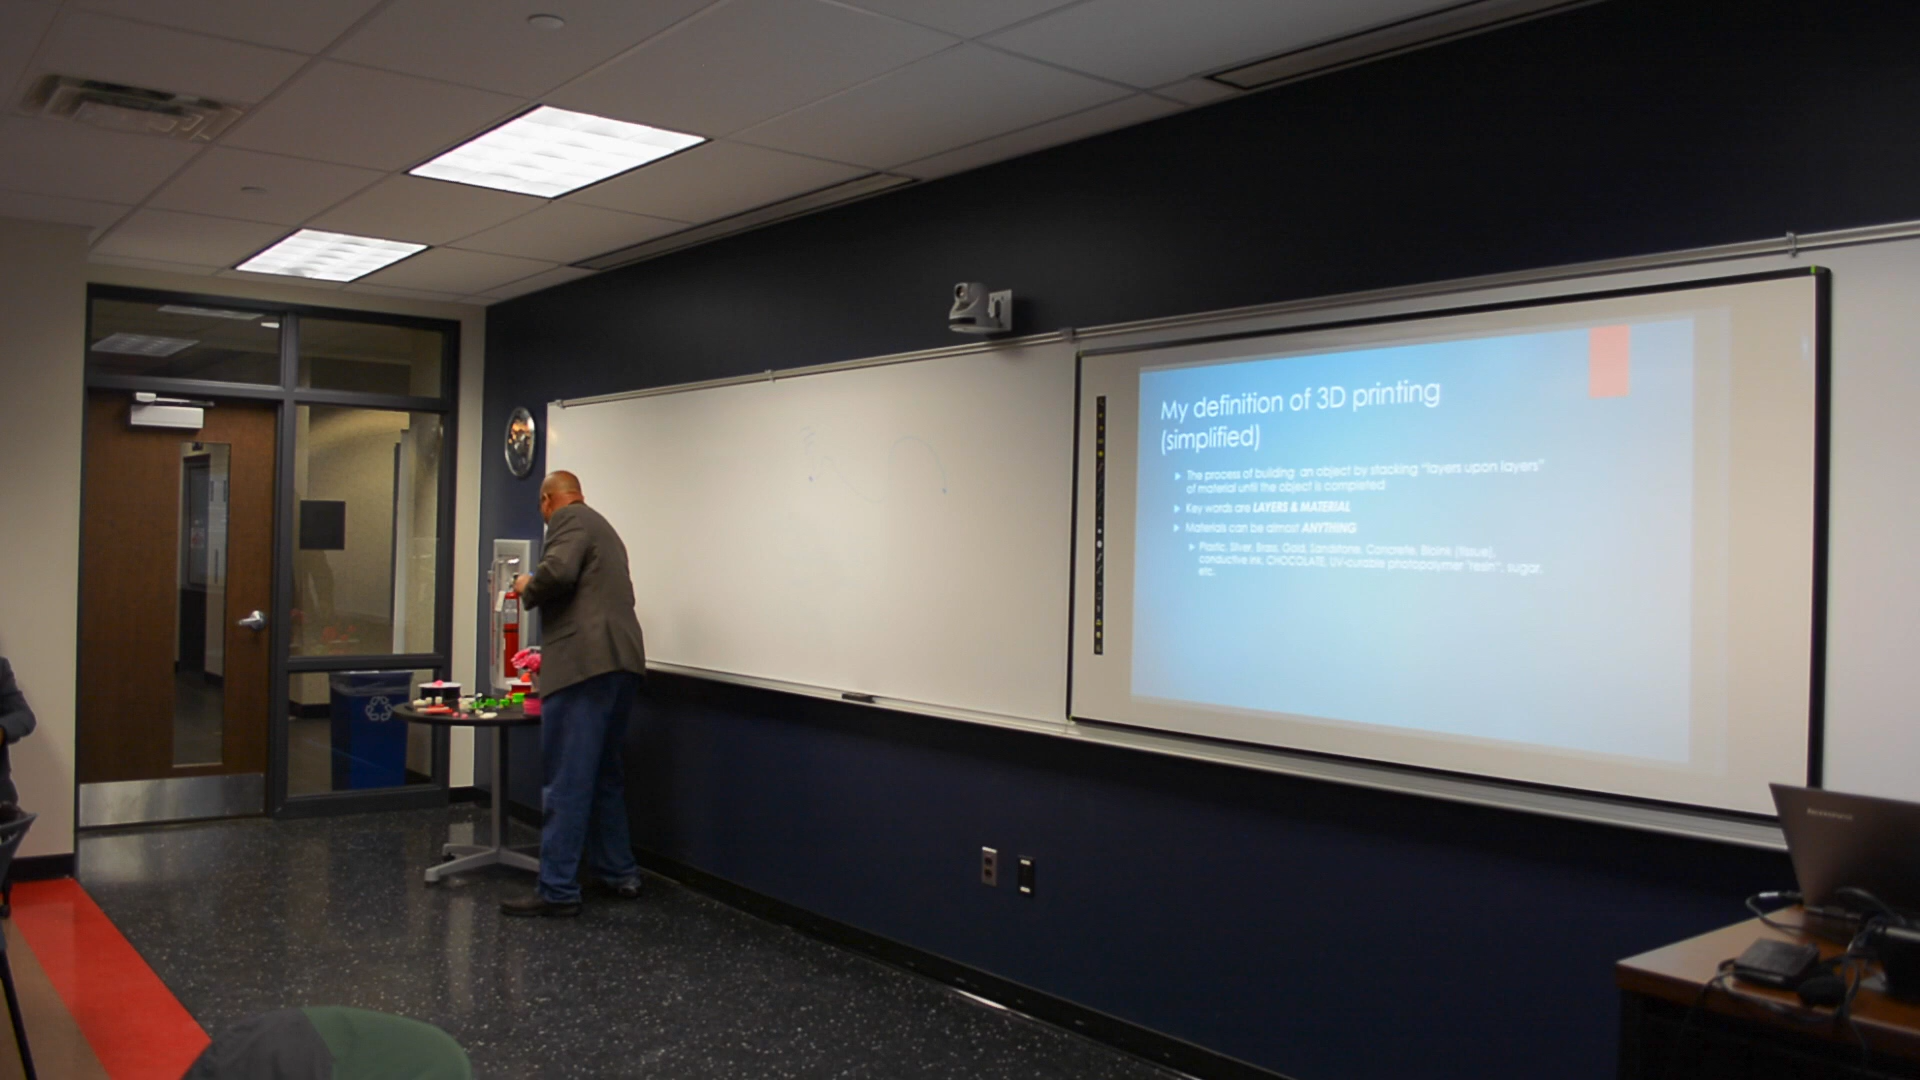 My definition of 3D printing
(simplified)
The process of building an object by stacking "layers upon layers"
of material until the object is completed
Key words are LAYERS & MATERIAL
Materials can be almost ANYTHING
Plastic, Silver, Brass, Gold, Sandstone, Concrete, Bioink (tissue),
conductive ink, CHOCOLATE, UV-curable photopolymer "resin", sugar,
etc.
lenovo